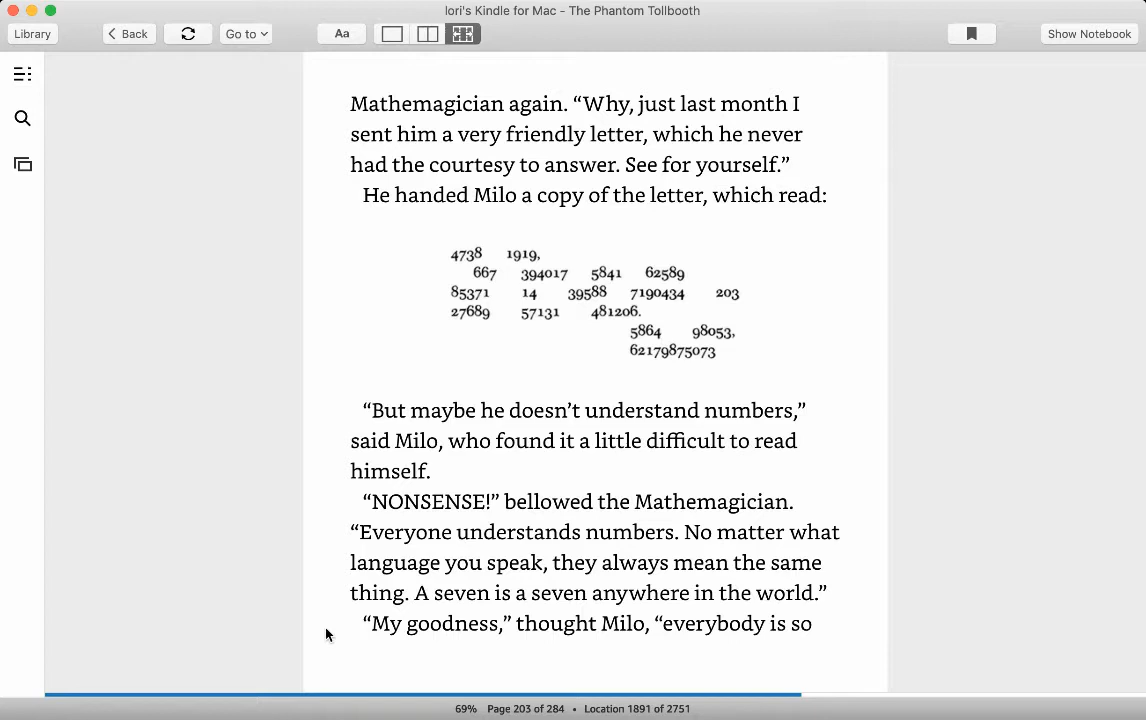 lori's Kindle for Mac - The Phantom Tollbooth
Library Back Go to Aa Show Notebook
Mathemagician again. “Why, just last month I
sent him a very friendly letter, which he never
had the courtesy to answer. See for yourself.”
He handed Milo a copy of the letter, which read:
4738 1919,
667 394017 5841 62589
85371 14 39588 7190434 203
27689 57131 481206.
5864 98053,
62179875073
“But maybe he doesn’t understand numbers,”
said Milo, who found it a little difficult to read
himself.
“NONSENSE!” bellowed the Mathemagician.
“Everyone understands numbers. No matter what
language you speak, they always mean the same
thing. A seven is a seven anywhere in the world.”
“My goodness,” thought Milo, “everybody is so
69% Page 203 of 284 • Location 1891 of 2751